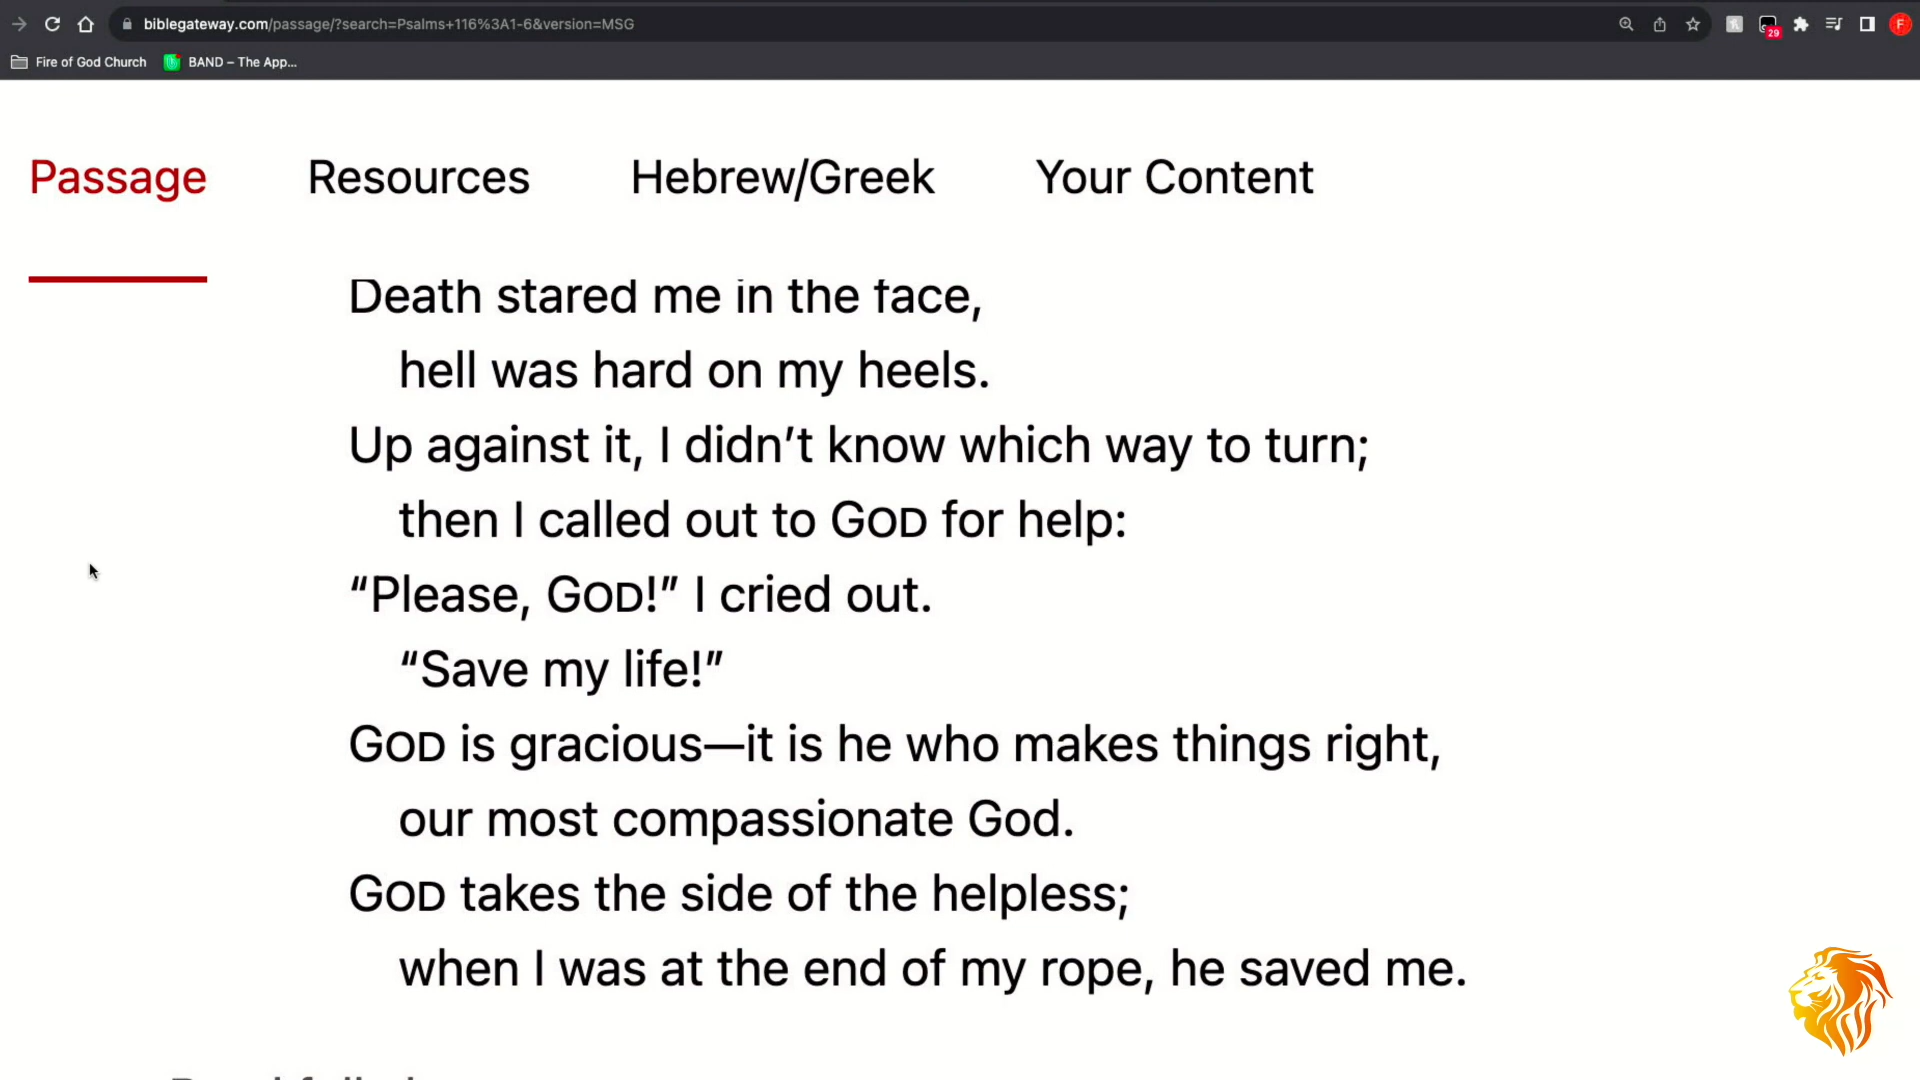 biblegateway.com/passage/?search=Psalms+116%3A1-6&version=MSG
29
F
Fire of God Church
BAND – The App...
Passage
Resources
Hebrew/Greek
Your Content
Death stared me in the face,
hell was hard on my heels.
Up against it, I didn’t know which way to turn;
then I called out to GOD for help:
“Please, GOD!” I cried out.
“Save my life!”
GOD is gracious—it is he who makes things right,
our most compassionate God.
GOD takes the side of the helpless;
when I was at the end of my rope, he saved me.